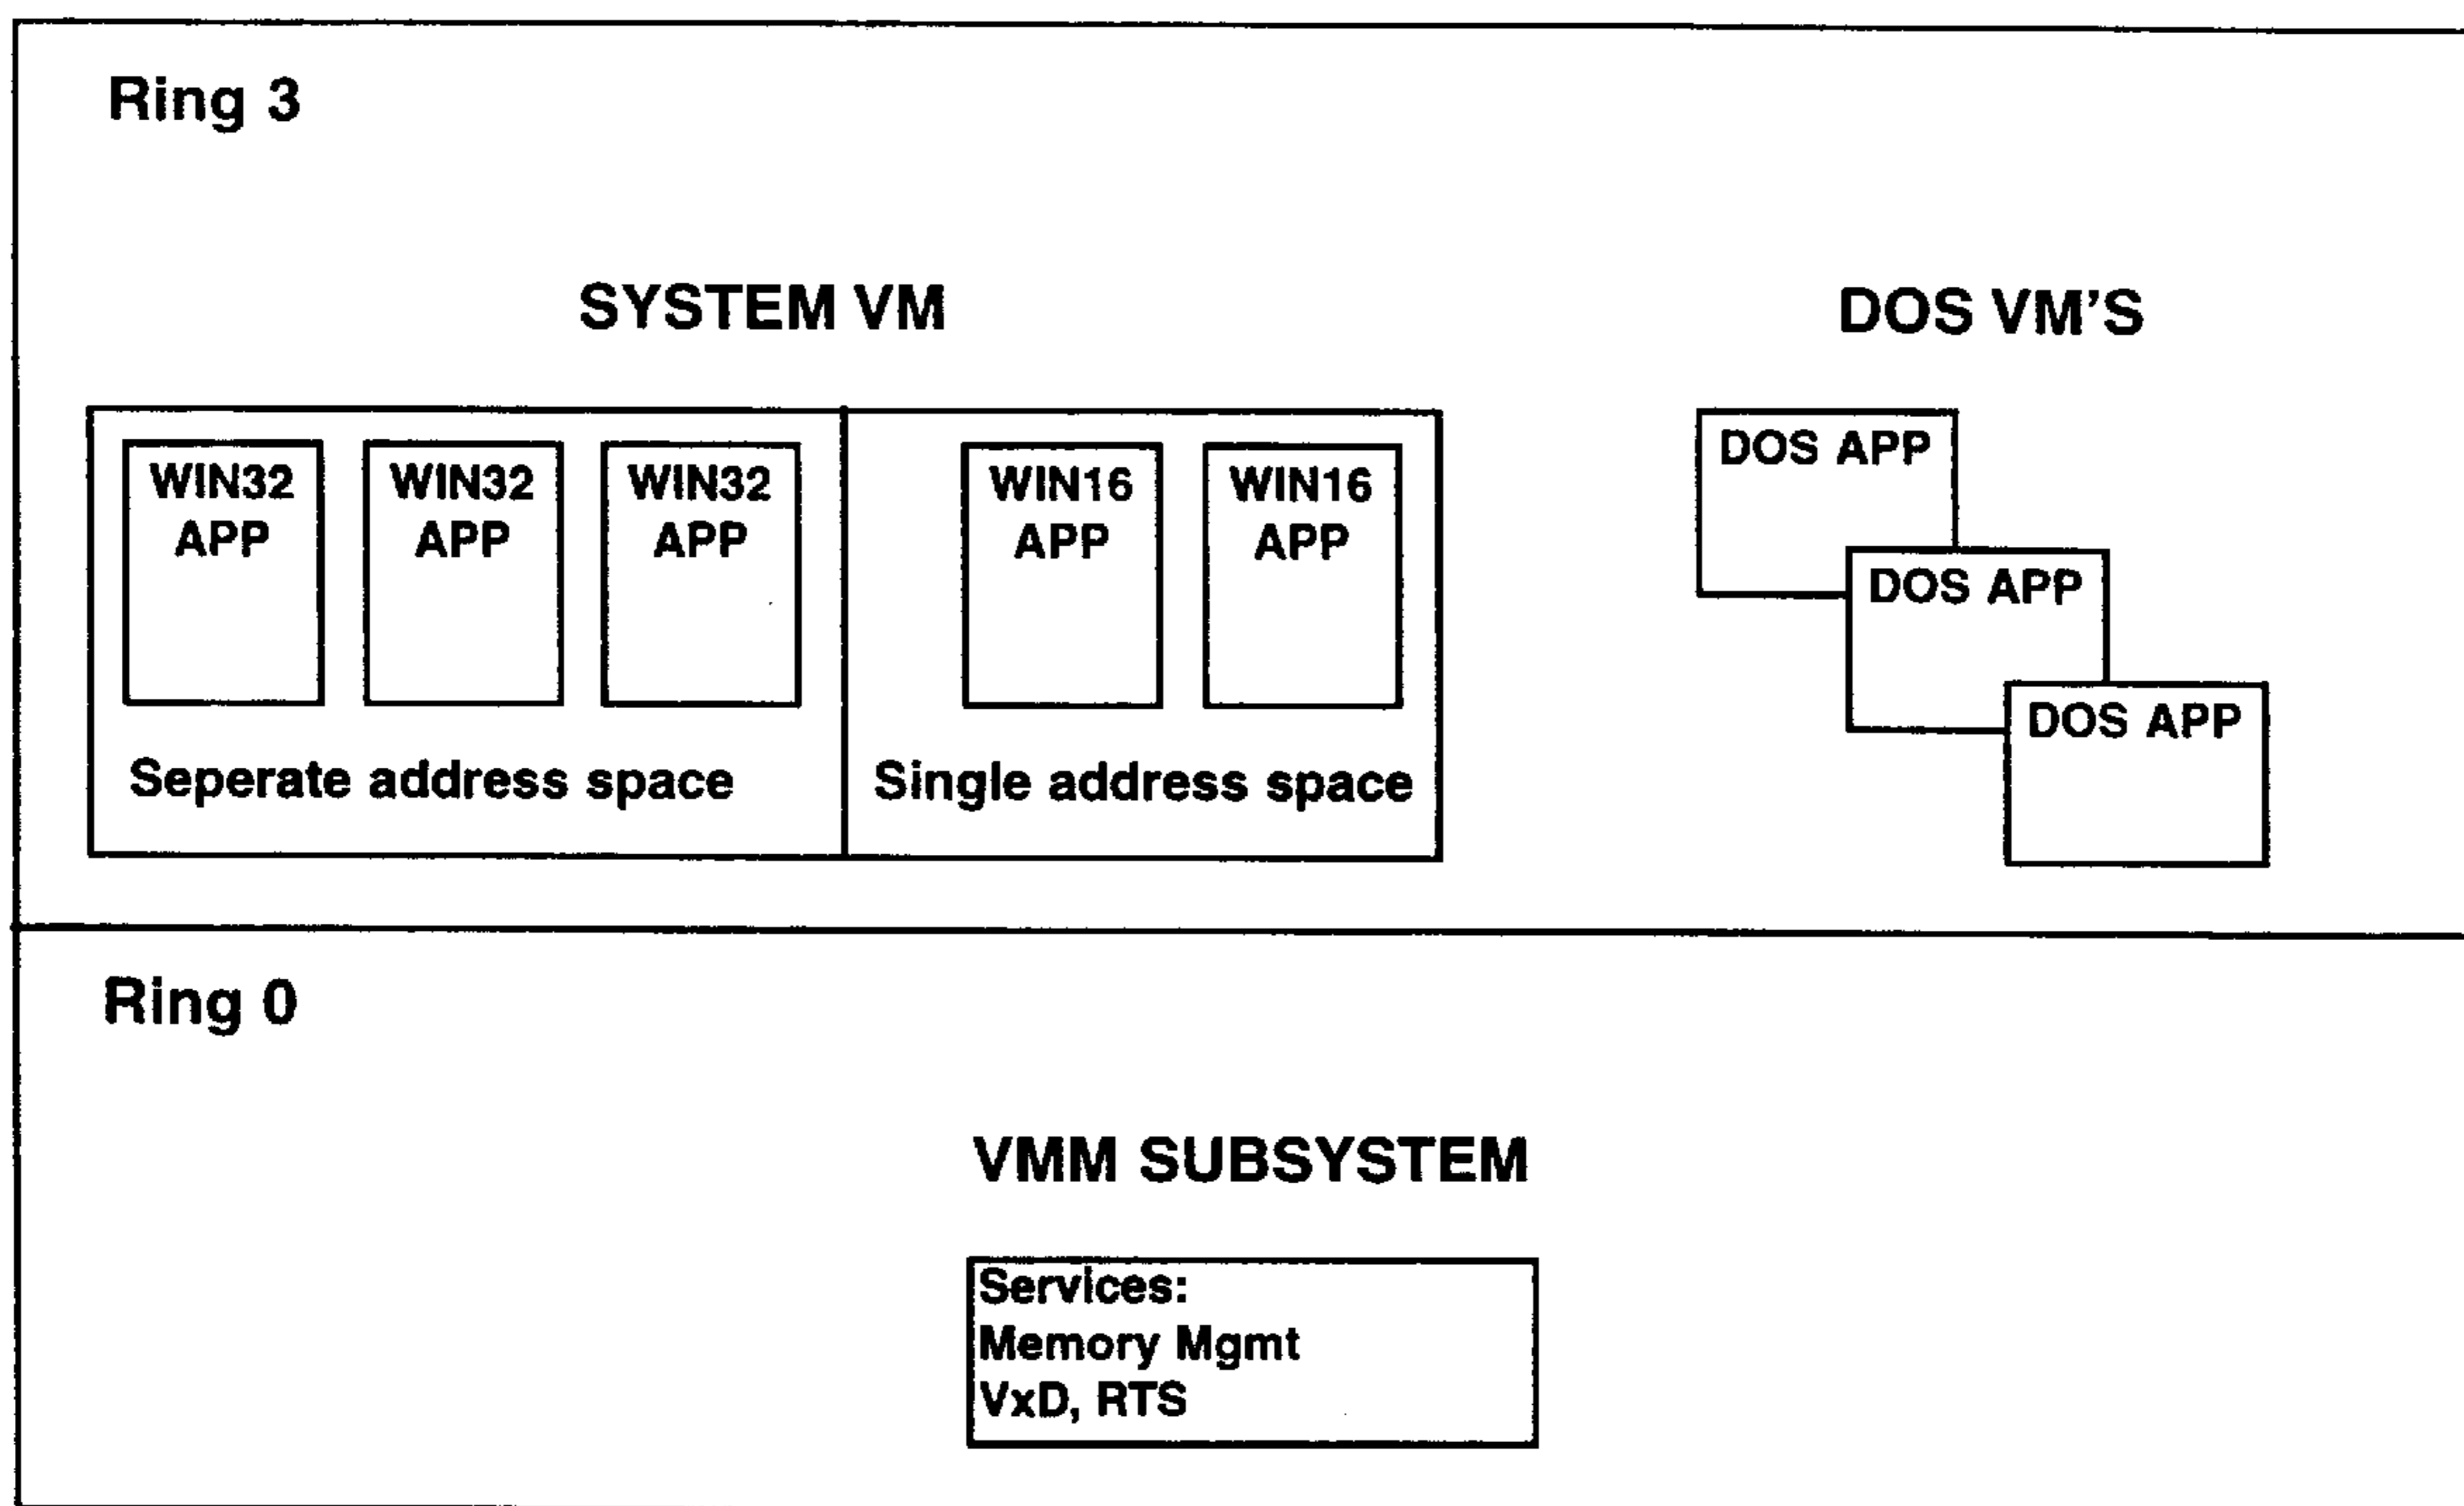 Ring 3
SYSTEM VM
DOS VM'S
WIN32
APP
WIN32
APP
WIN32
APP
WIN16
APP
WIN16
APP
Seperate address space
Single address space
DOS APP
DOS APP
DOS APP
Ring 0
VMM SUBSYSTEM
Services:
Memory Mgmt
VxD, RTS